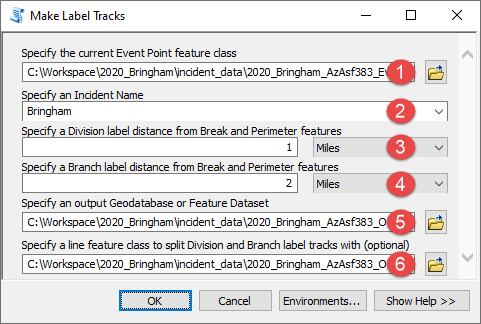 Make Label Tracks
Specify the current Event Point feature class
C:\Workspace\2020_Bringham\incident_data\2020_Bringham_AzAsf383_Ev 1
Specify an Incident Name
Bringham 2
Specify a Division label distance from Break and Perimeter features
1 Miles 3
Specify a Branch label distance from Break and Perimeter features
2 Miles 4
Specify an output Geodatabase or Feature Dataset
C:\Workspace\2020_Bringham\incident_data\2020_Bringham_AzAsf383_O 5
Specify a line feature class to split Division and Branch label tracks with (optional)
C:\Workspace\2020_Bringham\incident_data\2020_Bringham_AzAsf383_O 6
OK Cancel Environments... Show Help >>